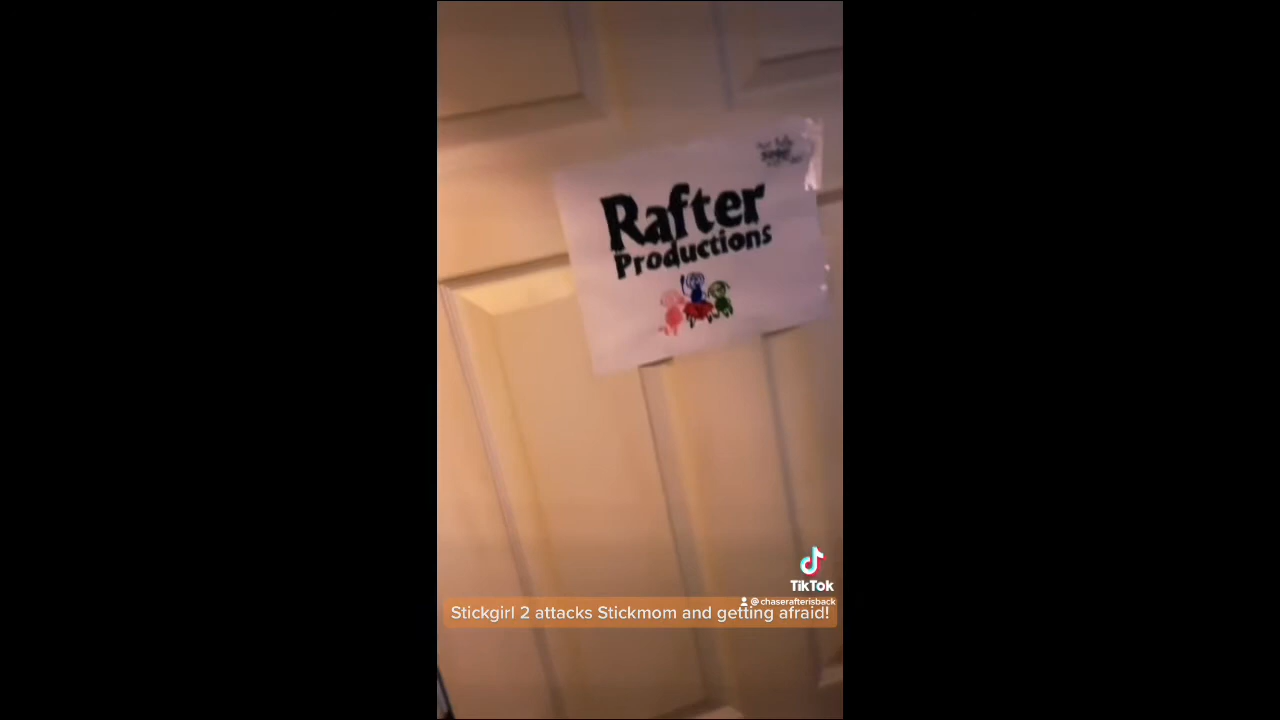 Rafter
Productions
TikTok
@chaserafterisback
Stickgirl 2 attacks Stickmom and getting afraid!